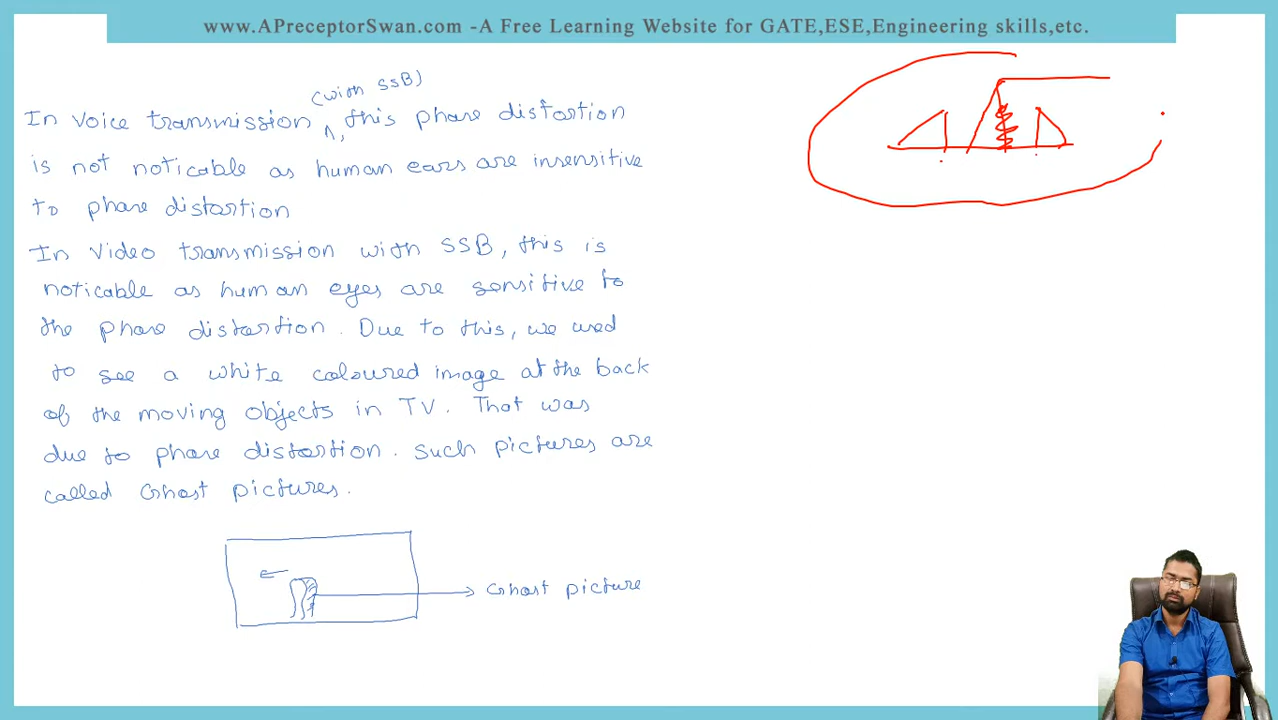 www.APreceptorSwan.com -A Free Learning Website for GATE,ESE,Engineering skills,etc.
(with SSB)
In Voice transmission ^, this phase distortion
is not noticable as human ears are insensitive
to phase distortion
In Video transmission with SSB, this is
noticable as human eyes are sensitive to
the phase distortion. Due to this, we used
to see a white coloured image at the back
of the moving objects in TV. That was
due to phase distortion. Such pictures are
called Ghost pictures.
Ghost picture